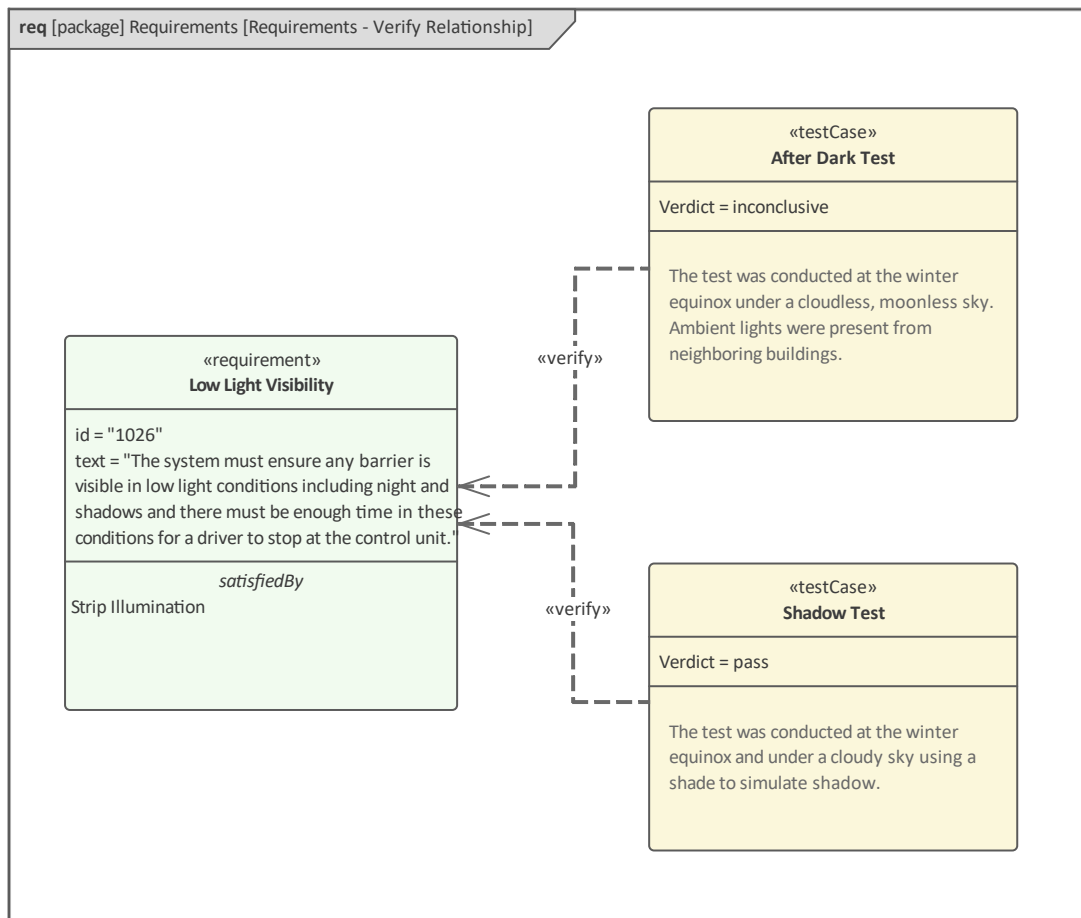 req [package] Requirements [Requirements - Verify Relationship]
«testCase»
After Dark Test
Verdict = inconclusive
The test was conducted at the winter
equinox under a cloudless, moonless sky.
Ambient lights were present from
neighboring buildings.
«verify»
«requirement»
Low Light Visibility
id = "1026"
text = "The system must ensure any barrier is
visible in low light conditions including night and
shadows and there must be enough time in these
conditions for a driver to stop at the control unit."
satisfiedBy
Strip Illumination
«verify»
«testCase»
Shadow Test
Verdict = pass
The test was conducted at the winter
equinox and under a cloudy sky using a
shade to simulate shadow.